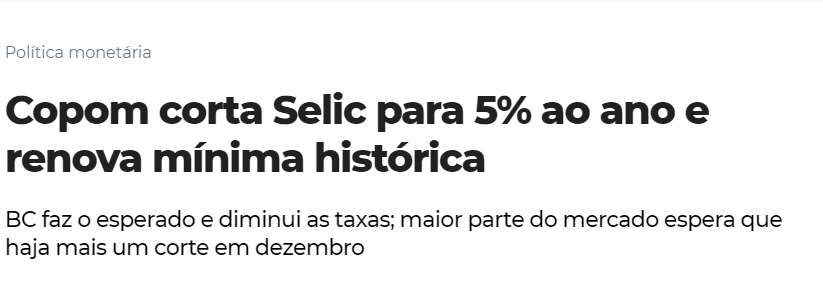 Política monetária
Copom corta Selic para 5% ao ano e
renova mínima histórica
BC faz o esperado e diminui as taxas; maior parte do mercado espera que
haja mais um corte em dezembro